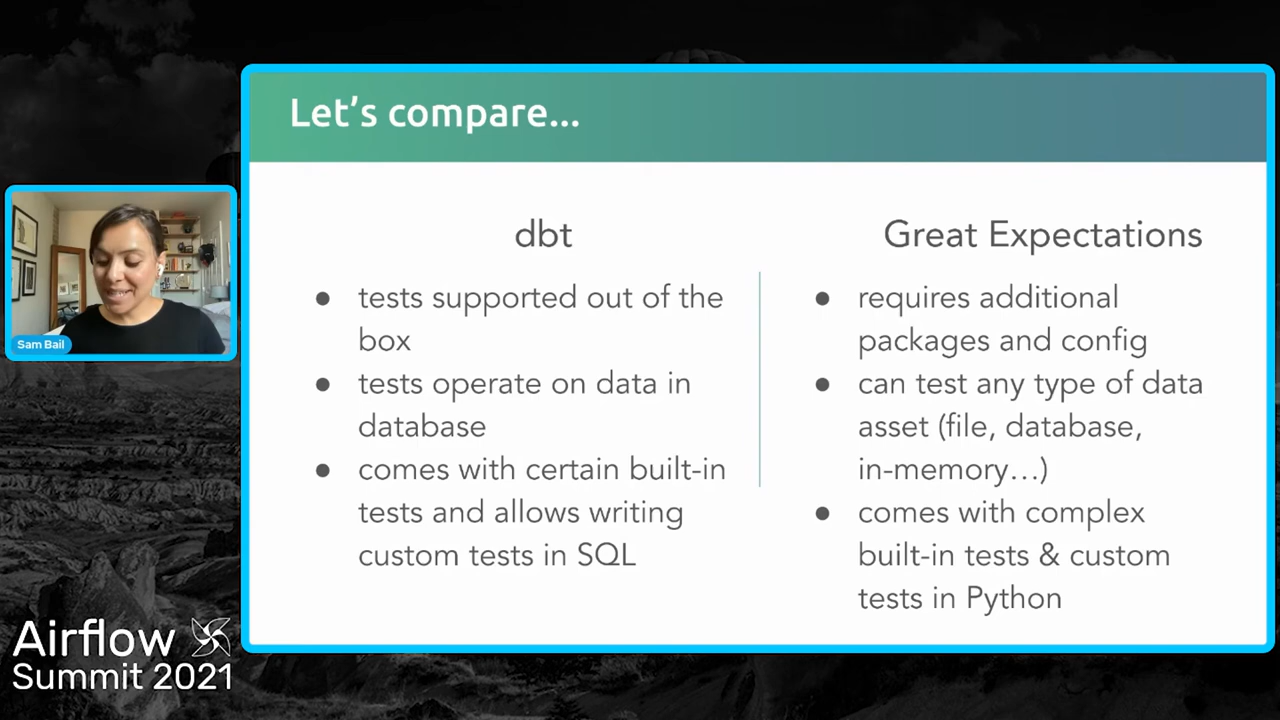 Let's compare...
dbt
● tests supported out of the
box
● tests operate on data in
database
● comes with certain built-in
tests and allows writing
custom tests in SQL
Great Expectations
● requires additional
packages and config
● can test any type of data
asset (file, database,
in-memory...)
● comes with complex
built-in tests & custom
tests in Python
Sam Bail
Airflow
Summit 2021